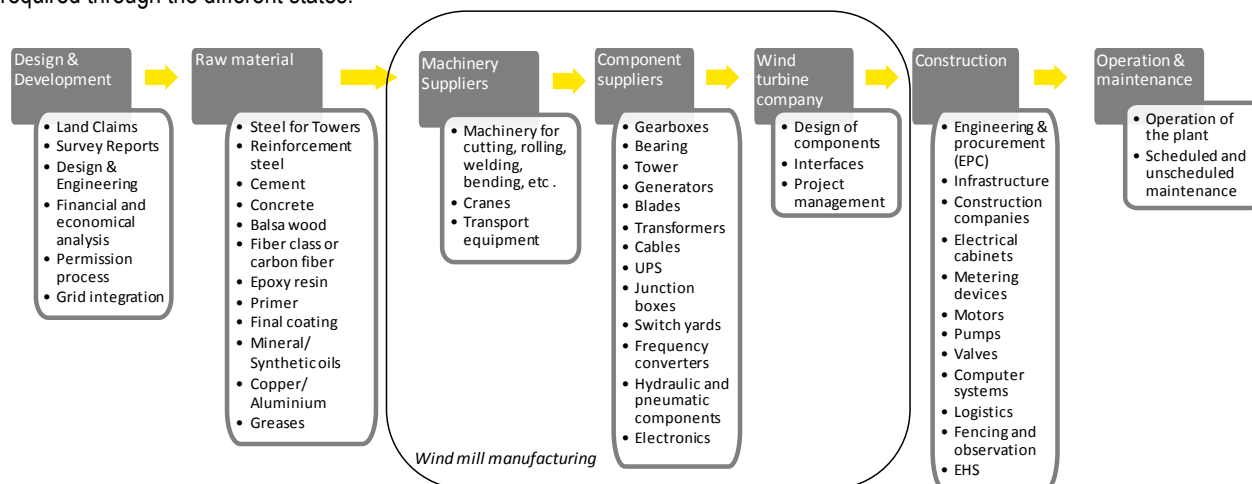 required through the different states.
Design &
Development
• Land Claims
• Survey Reports
• Design &
Engineering
• Financial and
economical
analysis
• Permission
process
• Grid integration
Raw material
• Steel for Towers
• Reinforcement
steel
• Cement
• Concrete
• Balsa wood
• Fiber class or
carbon fiber
• Epoxy resin
• Primer
• Final coating
• Mineral/
Synthetic oils
• Copper/
Aluminium
• Greases
Machinery
Suppliers
• Machinery for
cutting, rolling,
welding,
bending, etc .
• Cranes
• Transport
equipment
Component
suppliers
• Gearboxes
• Bearing
• Tower
• Generators
• Blades
• Transformers
• Cables
• UPS
• Junction
boxes
• Switch yards
• Frequency
converters
• Hydraulic and
pneumatic
components
• Electronics
Wind
turbine
company
• Design of
components
• Interfaces
• Project
management
Wind mill manufacturing
Construction
• Engineering &
procurement
(EPC)
• Infrastructure
• Construction
companies
• Electrical
cabinets
• Metering
devices
• Motors
• Pumps
• Valves
• Computer
systems
• Logistics
• Fencing and
observation
• EHS
Operation &
maintenance
• Operation of
the plant
• Scheduled and
unscheduled
maintenance